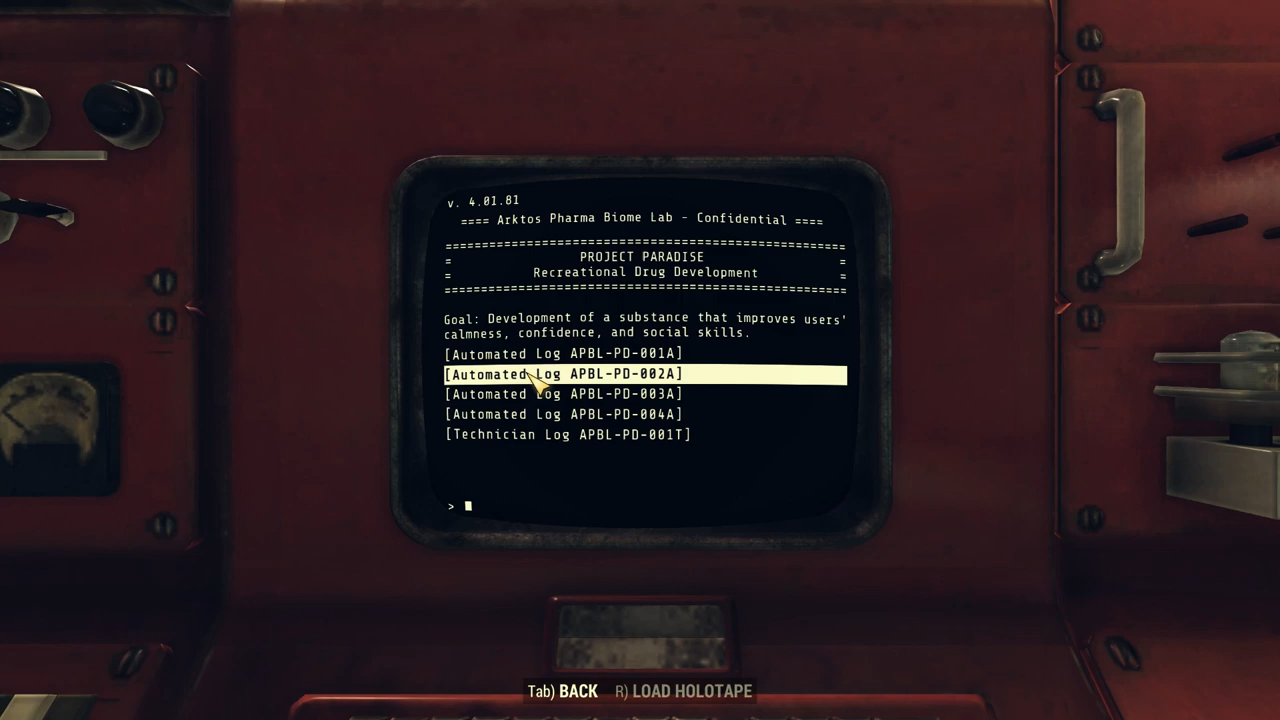 v. 4.01.81
==== Arktos Pharma Biome Lab - Confidential ====
=================================================
= PROJECT PARADISE =
= Recreational Drug Development =
=================================================
Goal: Development of a substance that improves users'
calmness, confidence, and social skills.
[Automated Log APBL-PD-001A]
[Automated Log APBL-PD-002A]
[Automated Log APBL-PD-003A]
[Automated Log APBL-PD-004A]
[Technician Log APBL-PD-001T]
>
Tab) BACK R) LOAD HOLOTAPE